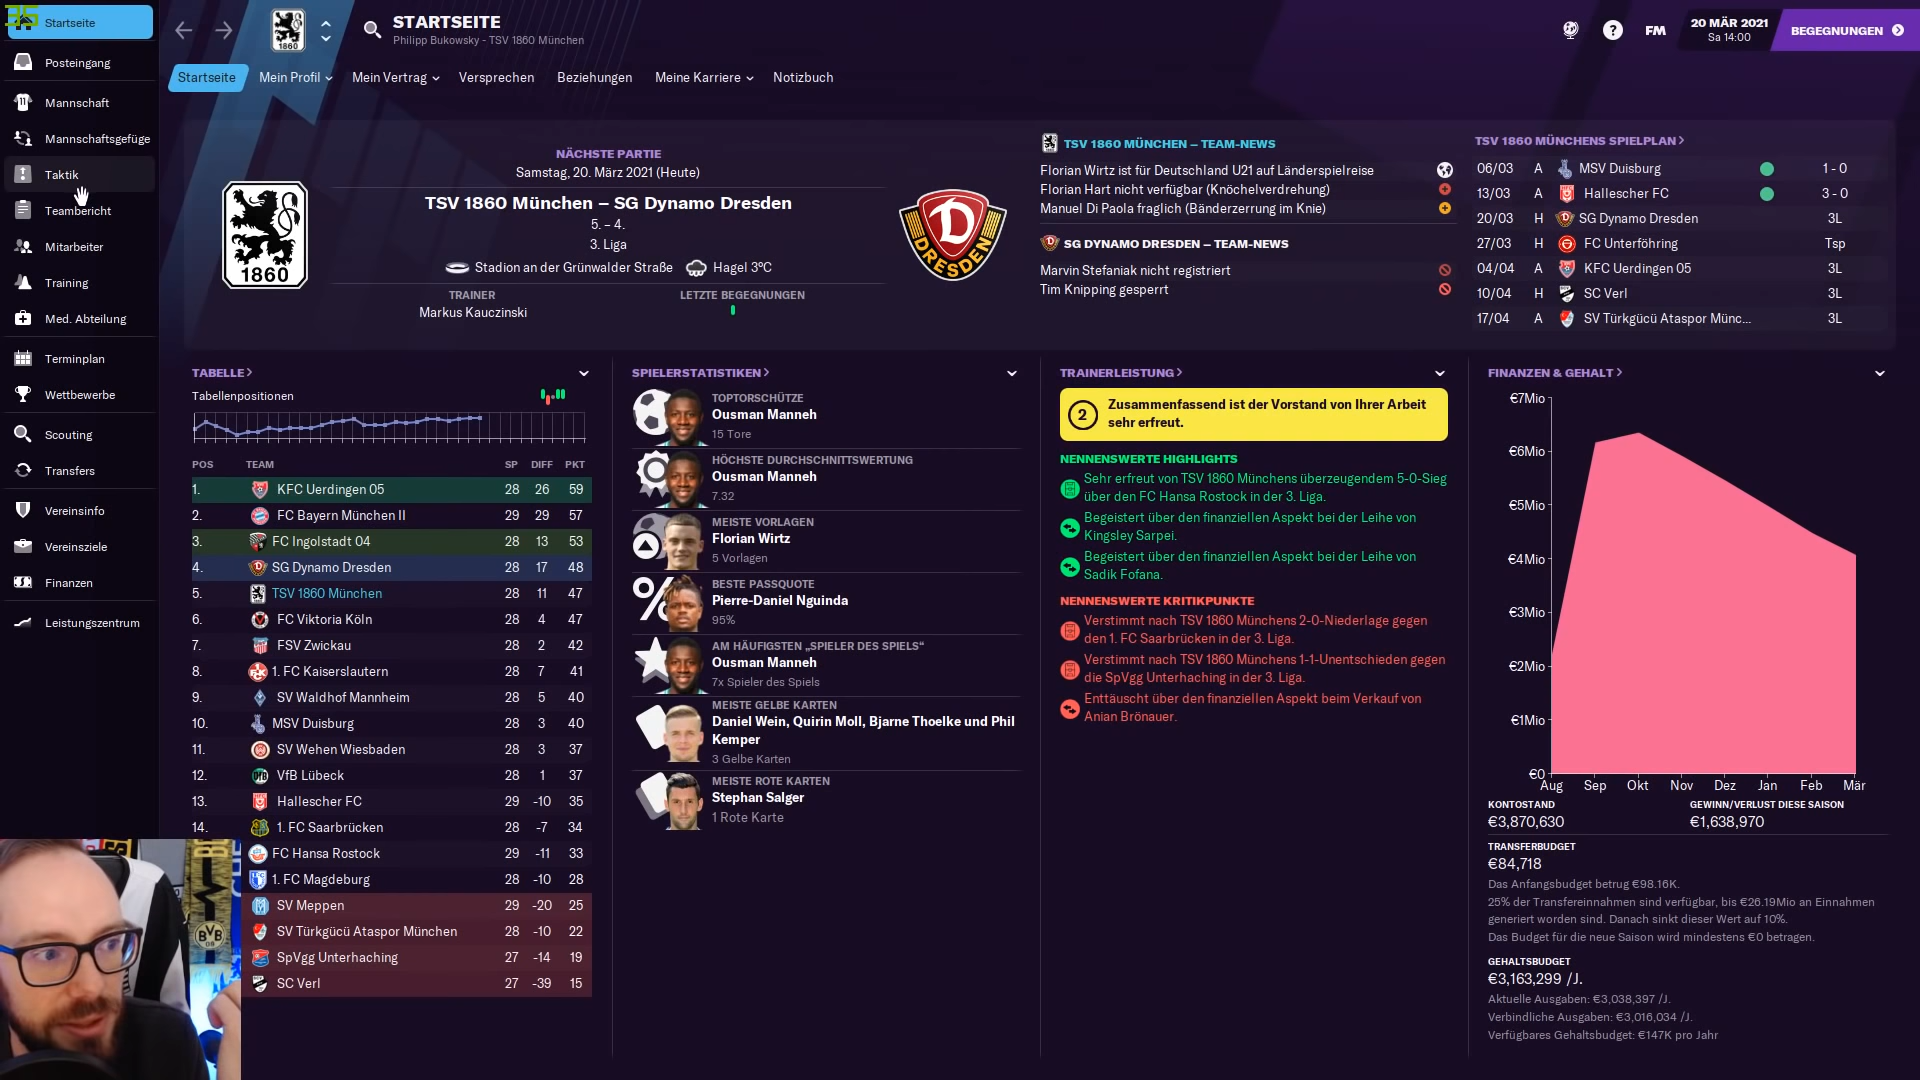 35
Startseite
Posteingang
Mannschaft
Mannschaftsgefüge
Taktik
Teambericht
Mitarbeiter
Training
Med. Abteilung
Terminplan
Wettbewerbe
Scouting
Transfers
Vereinsinfo
Vereinsziele
Finanzen
Leistungszentrum
1860
STARTSEITE
Philipp Bukowsky - TSV 1860 München
?
FM
20 MÄR 2021
Sa 14:00
BEGEGNUNGEN
Startseite
Mein Profil
Mein Vertrag
Versprechen
Beziehungen
Meine Karriere
Notizbuch
1860
NÄCHSTE PARTIE
Samstag, 20. März 2021 (Heute)
TSV 1860 München – SG Dynamo Dresden
5. – 4.
3. Liga
Stadion an der Grünwalder Straße
Hagel 3ºC
TRAINER
Markus Kauczinski
LETZTE BEGEGNUNGEN
D
DRESDEN
TSV 1860 MÜNCHEN – TEAM-NEWS
Florian Wirtz ist für Deutschland U21 auf Länderspielreise
Florian Hart nicht verfügbar (Knöchelverdrehung)
Manuel Di Paola fraglich (Bänderzerrung im Knie)
SG DYNAMO DRESDEN – TEAM-NEWS
Marvin Stefaniak nicht registriert
Tim Knipping gesperrt
TSV 1860 MÜNCHENS SPIELPLAN
06/03 A MSV Duisburg 1 - 0
13/03 A Hallescher FC 3 - 0
20/03 H SG Dynamo Dresden 3L
27/03 H FC Unterföhring Tsp
04/04 A KFC Uerdingen 05 3L
10/04 H SC Verl 3L
17/04 A SV Türkgücü Ataspor Münc... 3L
TABELLE
Tabellenpositionen
POS TEAM SP DIFF PKT
1. KFC Uerdingen 05 28 26 59
2. FC Bayern München II 29 29 57
3. FC Ingolstadt 04 28 13 53
4. SG Dynamo Dresden 28 17 48
5. TSV 1860 München 28 11 47
6. FC Viktoria Köln 28 4 47
7. FSV Zwickau 28 2 42
8. 1. FC Kaiserslautern 28 7 41
9. SV Waldhof Mannheim 28 5 40
10. MSV Duisburg 28 3 40
11. SV Wehen Wiesbaden 28 3 37
12. VfB Lübeck 28 1 37
13. Hallescher FC 29 -10 35
14. 1. FC Saarbrücken 28 -7 34
FC Hansa Rostock 29 -11 33
1. FC Magdeburg 28 -10 28
SV Meppen 29 -20 25
SV Türkgücü Ataspor München 28 -10 22
SpVgg Unterhaching 27 -14 19
SC Verl 27 -39 15
SPIELERSTATISTIKEN
TOPTORSCHÜTZE
Ousman Manneh
15 Tore
HÖCHSTE DURCHSCHNITTSWERTUNG
Ousman Manneh
7.32
MEISTE VORLAGEN
Florian Wirtz
5 Vorlagen
BESTE PASSQUOTE
Pierre-Daniel Nguinda
95%
AM HÄUFIGSTEN „SPIELER DES SPIELS“
Ousman Manneh
7x Spieler des Spiels
MEISTE GELBE KARTEN
Daniel Wein, Quirin Moll, Bjarne Thoelke und Phil
Kemper
3 Gelbe Karten
MEISTE ROTE KARTEN
Stephan Salger
1 Rote Karte
TRAINERLEISTUNG
2
Zusammenfassend ist der Vorstand von Ihrer Arbeit
sehr erfreut.
NENNENSWERTE HIGHLIGHTS
Sehr erfreut von TSV 1860 Münchens überzeugendem 5-0-Sieg
über den FC Hansa Rostock in der 3. Liga.
Begeistert über den finanziellen Aspekt bei der Leihe von
Kingsley Sarpei.
Begeistert über den finanziellen Aspekt bei der Leihe von
Sadik Fofana.
NENNENSWERTE KRITIKPUNKTE
Verstimmt nach TSV 1860 Münchens 2-0-Niederlage gegen
den 1. FC Saarbrücken in der 3. Liga.
Verstimmt nach TSV 1860 Münchens 1-1-Unentschieden gegen
die SpVgg Unterhaching in der 3. Liga.
Enttäuscht über den finanziellen Aspekt beim Verkauf von
Anian Brönauer.
FINANZEN & GEHALT
€7Mio
€6Mio
€5Mio
€4Mio
€3Mio
€2Mio
€1Mio
€0
Aug Sep Okt Nov Dez Jan Feb Mär
KONTOSTAND
€3,870,630
GEWINN/VERLUST DIESE SAISON
€1,638,970
TRANSFERBUDGET
€84,718
Das Anfangsbudget betrug €98.16K.
25% der Transfereinnahmen sind verfügbar, bis €26.19Mio an Einnahmen
generiert worden sind. Danach sinkt dieser Wert auf 10%.
Das Budget für die neue Saison wird mindestens €0 betragen.
GEHALTSBUDGET
€3,163,299 /J.
Aktuelle Ausgaben: €3,038,397 /J.
Verbindliche Ausgaben: €3,016,034 /J.
Verfügbares Gehaltsbudget: €147K pro Jahr
BVB
09